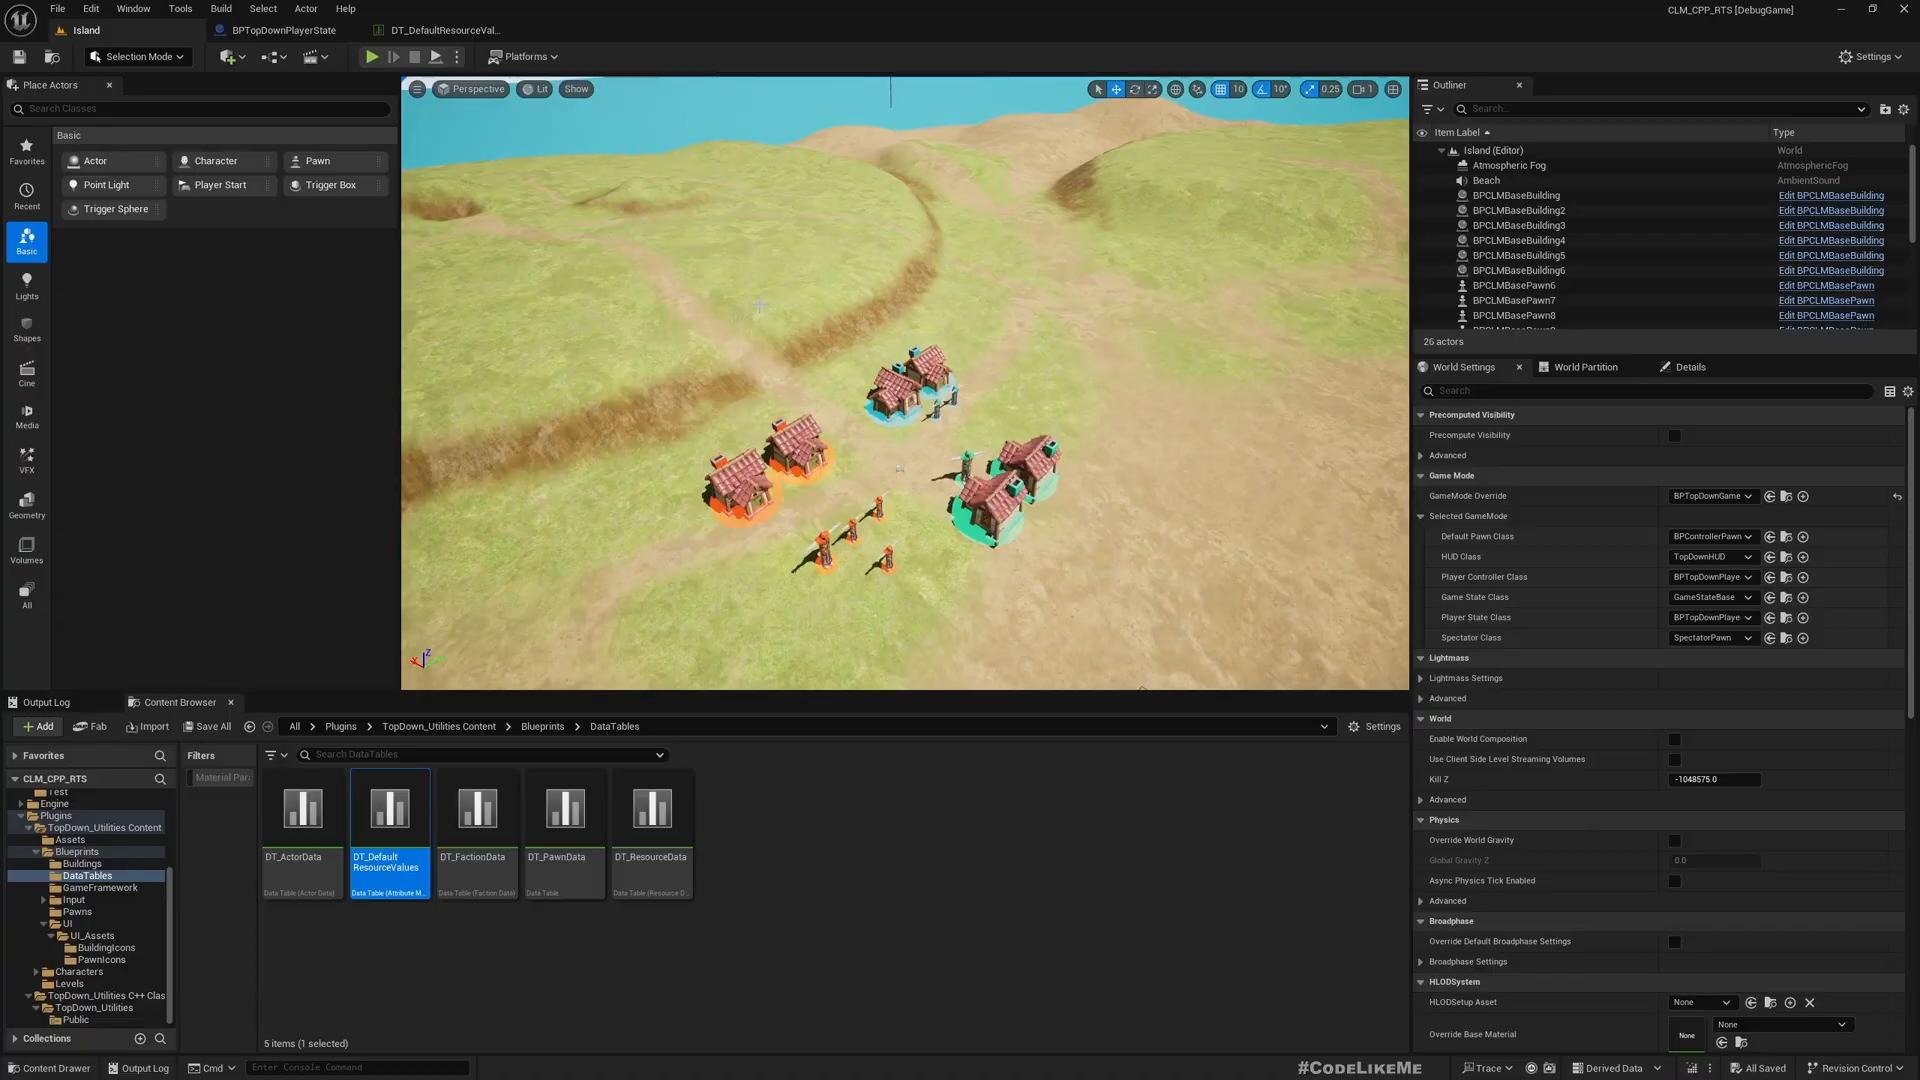 File Edit Window Tools Build Select Actor Help
CLM_CPP_RTS [DebugGame]
Island
BPTopDownPlayerState
DT_DefaultResourceVal...
Selection Mode
Platforms
Settings
Place Actors
Search Classes
Basic
Favorites
Recent
Basic
Lights
Shapes
Cine
Media
VFX
Geometry
Volumes
All
Actor
Character
Pawn
Point Light
Player Start
Trigger Box
Trigger Sphere
Perspective
Lit
Show
10
10°
0.25
1
Z
X
Outliner
Search...
Item Label
Type
Island (Editor) World
Atmospheric Fog AtmosphericFog
Beach AmbientSound
BPCLMBaseBuilding Edit BPCLMBaseBuilding
BPCLMBaseBuilding2 Edit BPCLMBaseBuilding
BPCLMBaseBuilding3 Edit BPCLMBaseBuilding
BPCLMBaseBuilding4 Edit BPCLMBaseBuilding
BPCLMBaseBuilding5 Edit BPCLMBaseBuilding
BPCLMBaseBuilding6 Edit BPCLMBaseBuilding
BPCLMBasePawn6 Edit BPCLMBasePawn
BPCLMBasePawn7 Edit BPCLMBasePawn
BPCLMBasePawn8 Edit BPCLMBasePawn
26 actors
World Settings
World Partition
Details
Search
Precomputed Visibility
Precompute Visibility
Advanced
Game Mode
GameMode Override BPTopDownGame
Selected GameMode
Default Pawn Class BPControllerPawn
HUD Class TopDownHUD
Player Controller Class BPTopDownPlaye
Game State Class GameStateBase
Player State Class BPTopDownPlaye
Spectator Class SpectatorPawn
Lightmass
Lightmass Settings
Advanced
World
Enable World Composition
Use Client Side Level Streaming Volumes
Kill Z -1048575.0
Advanced
Physics
Override World Gravity
Global Gravity Z 0.0
Async Physics Tick Enabled
Advanced
Broadphase
Override Default Broadphase Settings
Broadphase Settings
HLODSystem
HLODSetup Asset None
Override Base Material None None
Output Log
Content Browser
Add
Fab
Import
Save All
All
Plugins
TopDown_Utilities Content
Blueprints
DataTables
Settings
Favorites
CLM_CPP_RTS
Test
Engine
Plugins
TopDown_Utilities Content
Assets
Blueprints
Buildings
DataTables
GameFramework
Input
Pawns
UI
UI_Assets
BuildingIcons
PawnIcons
Characters
Levels
TopDown_Utilities C++ Clas
TopDown_Utilities
Public
Collections
Filters
Material Par
Search DataTables
DT_ActorData
Data Table (Actor Data)
DT_Default
ResourceValues
Data Table (Attribute M...
DT_FactionData
Data Table (Faction Data)
DT_PawnData
Data Table
DT_ResourceData
Data Table (Resource D...
5 items (1 selected)
Content Drawer
Output Log
Cmd
Enter Console Command
#CODELIKEME
Trace
Derived Data
All Saved
Revision Control